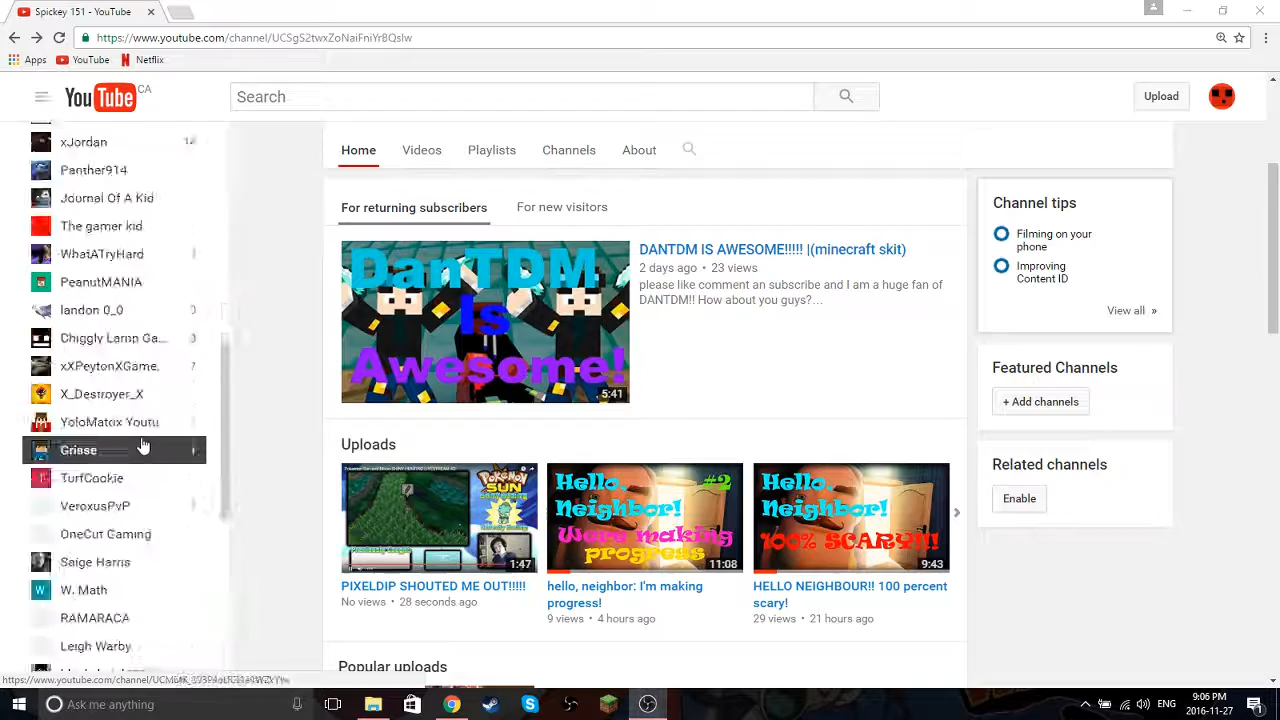 Spickey 151 - YouTube
https://www.youtube.com/channel/UCSgS2twxZoNaiFniYrBQsIw
Apps YouTube Netflix
YouTube CA
Search
Upload
xJordan
Panther914
Journal Of A Kid
The gamer kid
WhatATryHard
PeanutMANIA
landon 0_0
Chiggly Lamp Ga...
xXPeytonXGame.
X_Destroyer_X
YoloMatox Youtu
Grisse
TurfCookie
VeroxusPvP
OneCut Gaming
Saige Harris
W. Math
RAMARACA
Leigh Warby
Home Videos Playlists Channels About
For returning subscribers For new visitors
DanTDM
Is
Awesome!
5:41
DANTDM IS AWESOME!!!!! |(minecraft skit)
2 days ago • 23 views
please like comment an subscribe and I am a huge fan of
DANTDM!! How about you guys?...
Uploads
POKéMON
SUN
1:47
PIXELDIP SHOUTED ME OUT!!!!!
No views • 28 seconds ago
Hello, #2
Neighbor!
Were making
progress
11:08
hello, neighbor: I'm making
progress!
9 views • 4 hours ago
Hello,
Neighbor!
100% SCARY!!!!
9:43
HELLO NEIGHBOUR!! 100 percent
scary!
29 views • 21 hours ago
Popular uploads
Channel tips
Filming on your
phone
Improving
Content ID
View all »
Featured Channels
+ Add channels
Related channels
Enable
Ask me anything
ENG
9:06 PM
2016-11-27